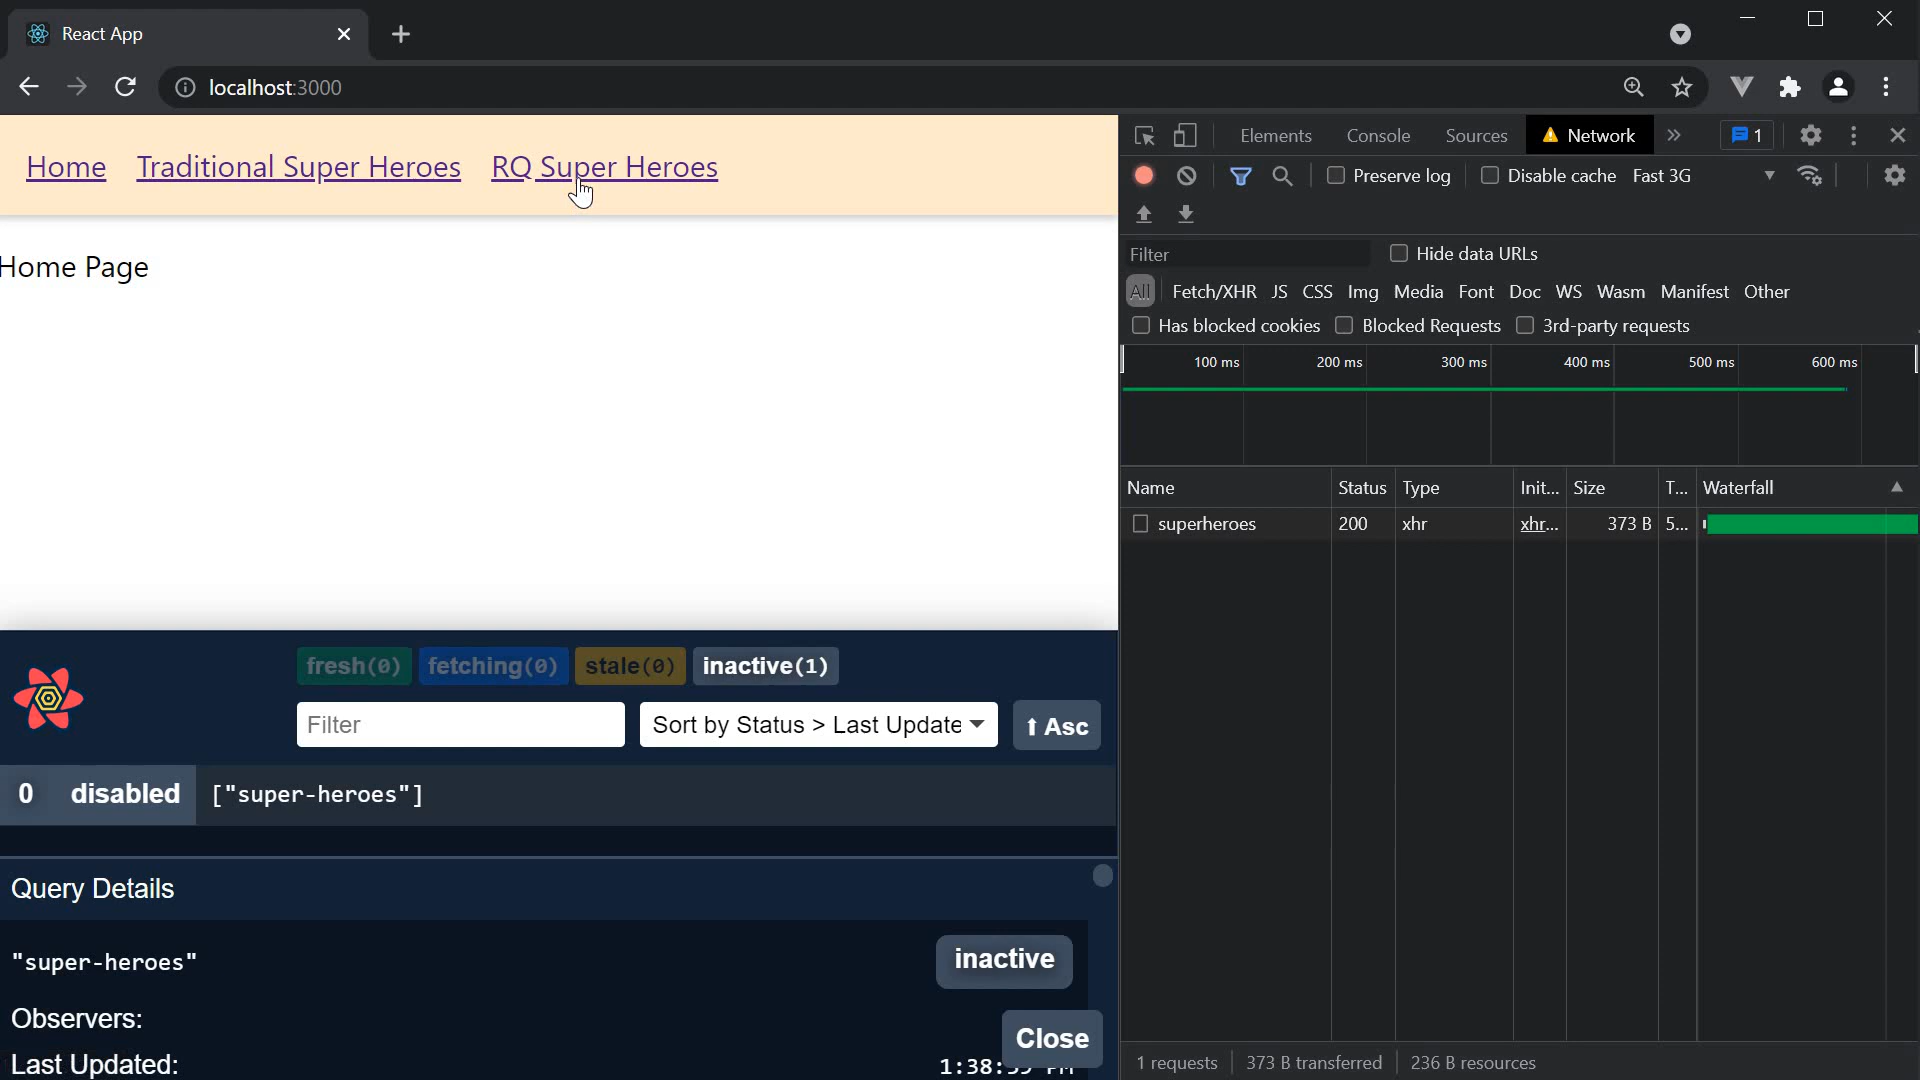 React App
localhost:3000
Home Traditional Super Heroes RQ Super Heroes
Home Page
fresh(0) fetching(0) stale(0) inactive(1)
Filter Sort by Status > Last Update ⬆ Asc
0 disabled ["super-heroes"]
Query Details
"super-heroes" inactive
Observers:
Close
Last Updated:
Elements Console Sources Network » 1
Preserve log Disable cache Fast 3G
Filter Hide data URLs
All Fetch/XHR JS CSS Img Media Font Doc WS Wasm Manifest Other
Has blocked cookies Blocked Requests 3rd-party requests
100 ms 200 ms 300 ms 400 ms 500 ms 600 ms
Name Status Type Init... Size T... Waterfall
superheroes 200 xhr xhr... 373 B 5...
1 requests 373 B transferred 236 B resources